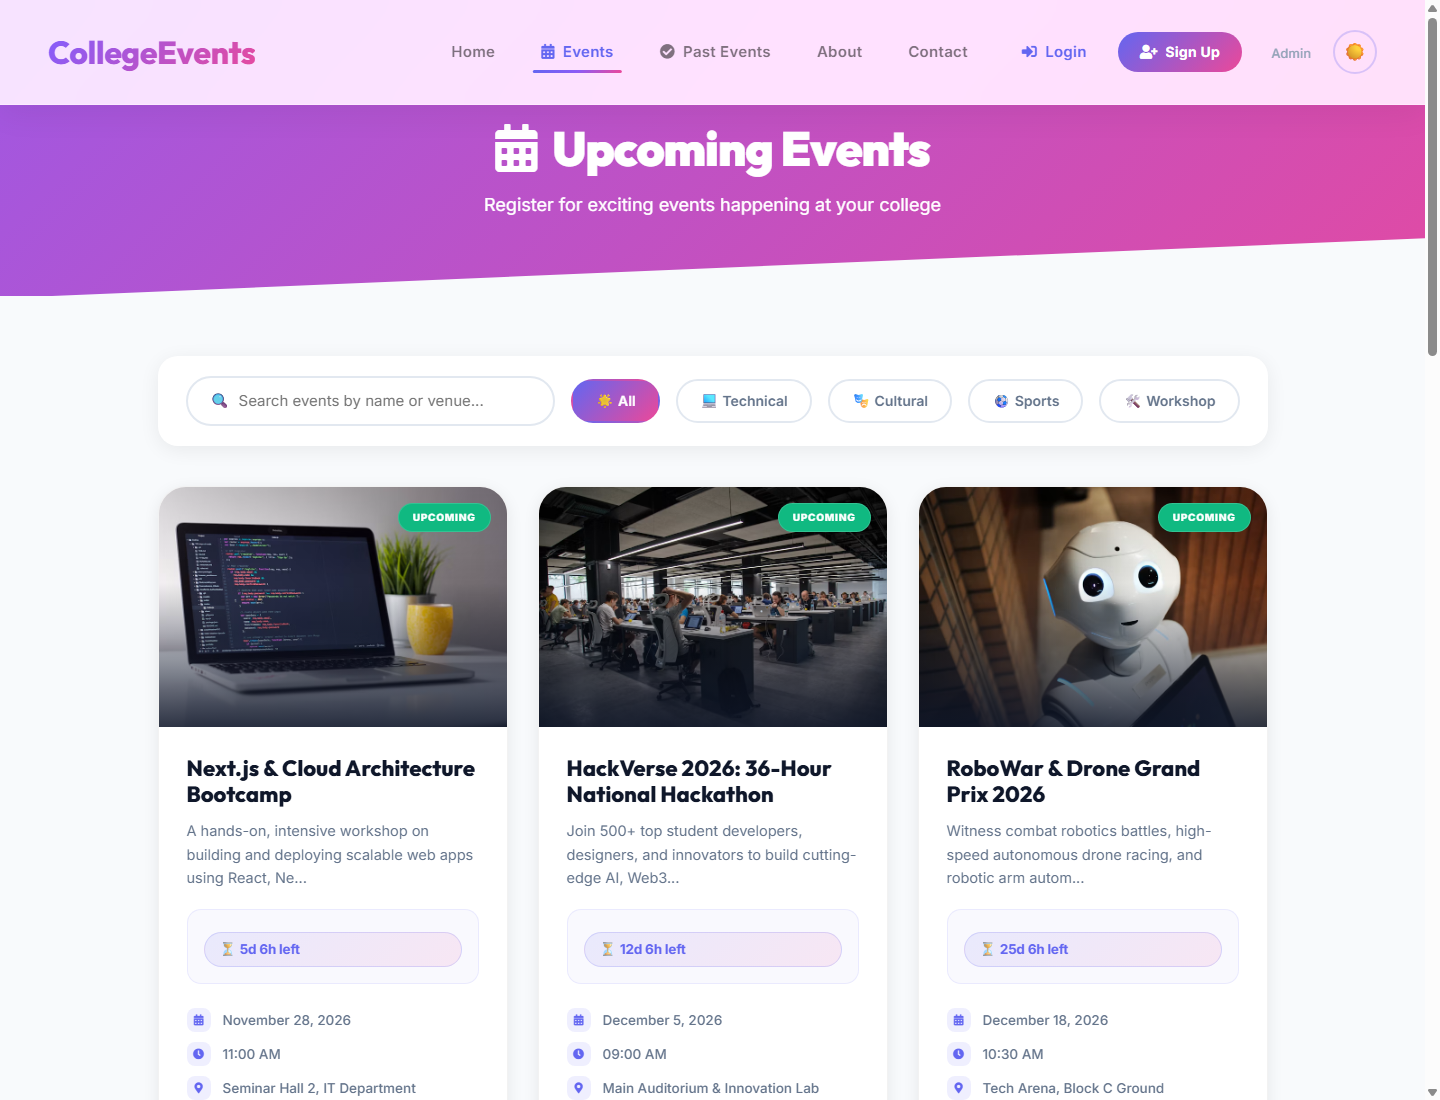 CollegeEvents
Home
Events
Past Events
About
Contact
Login
Sign Up
Admin
Upcoming Events
Register for exciting events happening at your college
Search events by name or venue...
All
Technical
Cultural
Sports
Workshop
UPCOMING
Next.js & Cloud Architecture
Bootcamp
A hands-on, intensive workshop on
building and deploying scalable web apps
using React, Ne...
5d 6h left
November 28, 2026
11:00 AM
Seminar Hall 2, IT Department
UPCOMING
HackVerse 2026: 36-Hour
National Hackathon
Join 500+ top student developers,
designers, and innovators to build cutting-
edge AI, Web3...
12d 6h left
December 5, 2026
09:00 AM
Main Auditorium & Innovation Lab
UPCOMING
RoboWar & Drone Grand
Prix 2026
Witness combat robotics battles, high-
speed autonomous drone racing, and
robotic arm autom...
25d 6h left
December 18, 2026
10:30 AM
Tech Arena, Block C Ground